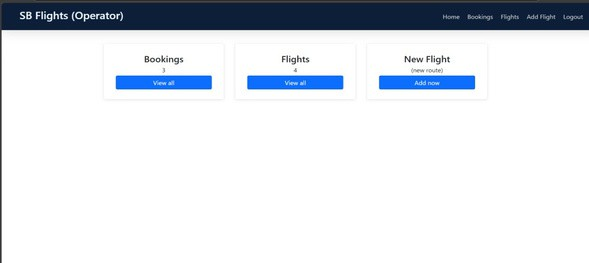 SB Flights (Operator)
Home Bookings Flights Add Flight Logout
Bookings
3
View all
Flights
4
View all
New Flight
(new route)
Add now